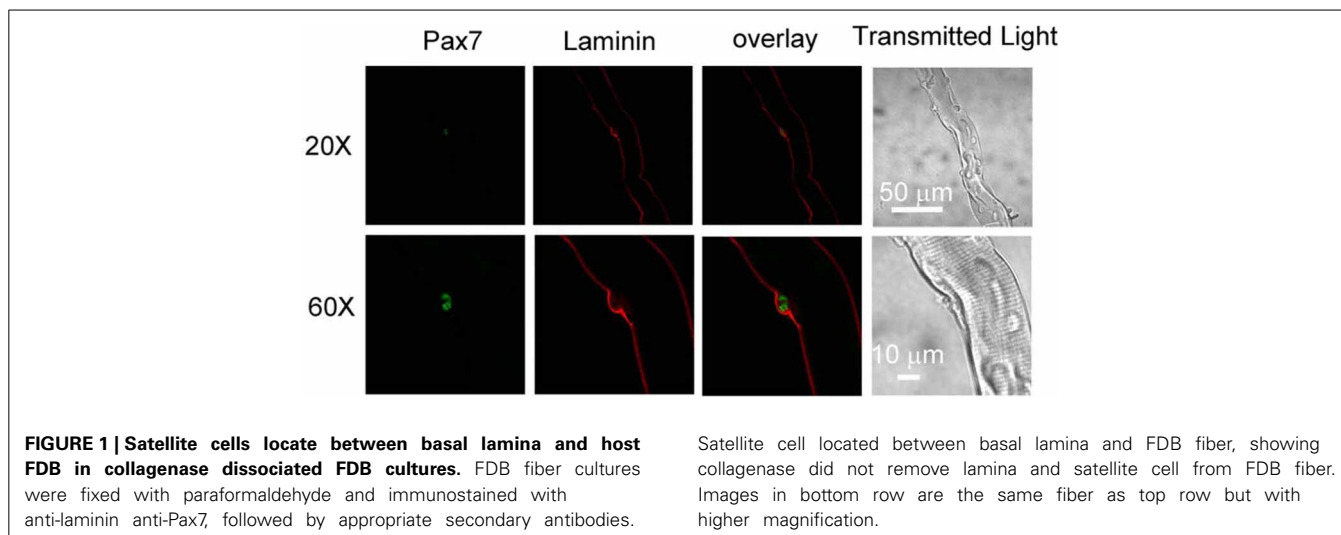 Pax7 Laminin overlay Transmitted Light
20X
50 μm
60X
10 μm
FIGURE 1 | Satellite cells locate between basal lamina and host
FDB in collagenase dissociated FDB cultures. FDB fiber cultures
were fixed with paraformaldehyde and immunostained with
anti-laminin anti-Pax7, followed by appropriate secondary antibodies.
Satellite cell located between basal lamina and FDB fiber, showing
collagenase did not remove lamina and satellite cell from FDB fiber.
Images in bottom row are the same fiber as top row but with
higher magnification.